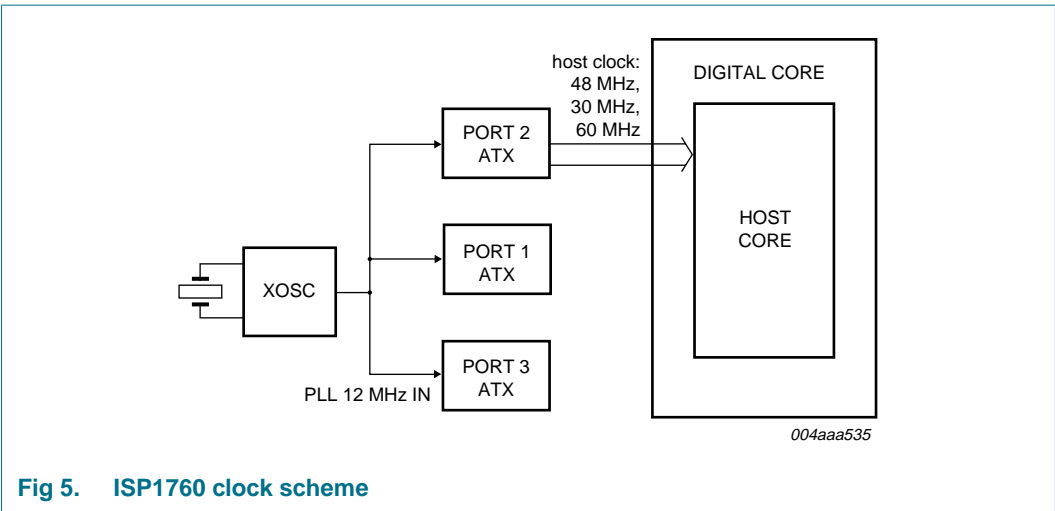 host clock:
48 MHz,
30 MHz,
60 MHz
DIGITAL CORE
PORT 2
ATX
HOST
CORE
PORT 1
ATX
XOSC
PORT 3
ATX
PLL 12 MHz IN
004aaa535
Fig 5. ISP1760 clock scheme